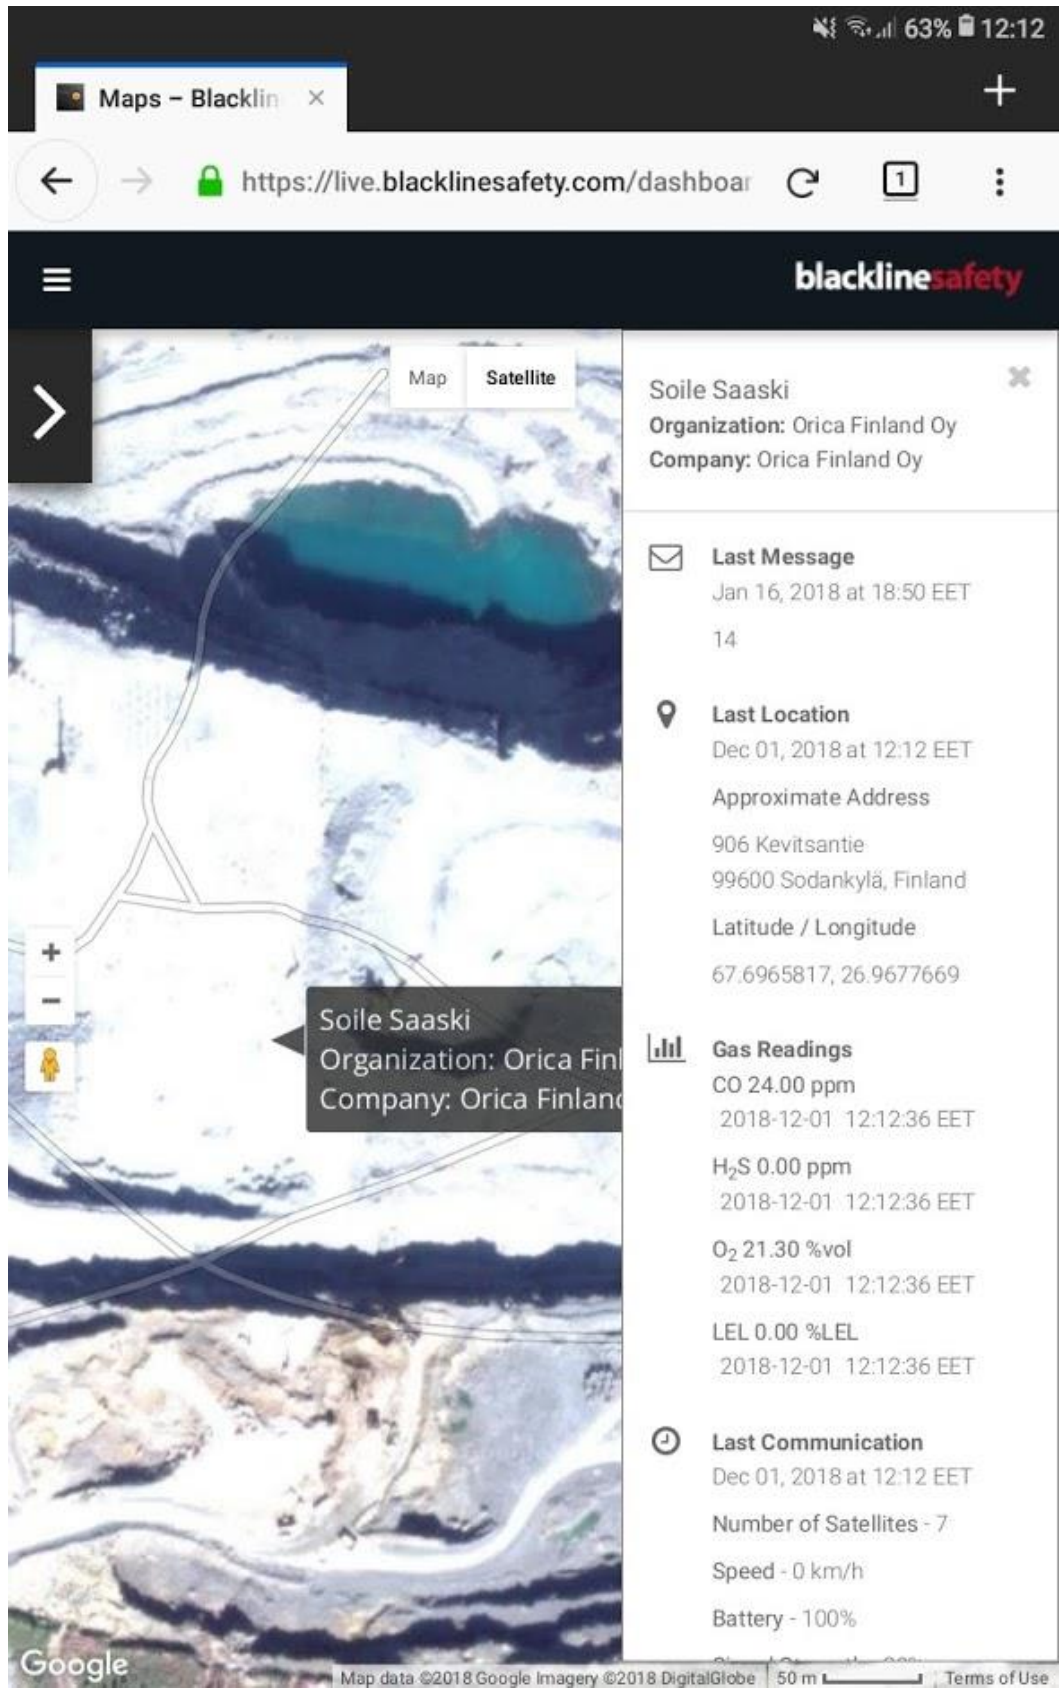 63% 12:12
Maps – Blacklin
https://live.blacklinesafety.com/dashboar
1
blacklinesafety
Map Satellite
Soile Saaski
Organization: Orica Finland Oy
Company: Orica Finland Oy
Last Message
Jan 16, 2018 at 18:50 EET
14
Last Location
Dec 01, 2018 at 12:12 EET
Approximate Address
906 Kevitsantie
99600 Sodankylä, Finland
Latitude / Longitude
67.6965817, 26.9677669
Soile Saaski
Organization: Orica Finl
Company: Orica Finland
Gas Readings
CO 24.00 ppm
2018-12-01 12:12:36 EET
H₂S 0.00 ppm
2018-12-01 12:12:36 EET
O₂ 21.30 %vol
2018-12-01 12:12:36 EET
LEL 0.00 %LEL
2018-12-01 12:12:36 EET
Last Communication
Dec 01, 2018 at 12:12 EET
Number of Satellites - 7
Speed - 0 km/h
Battery - 100%
Google
Map data ©2018 Google Imagery ©2018 DigitalGlobe 50 m Terms of Use